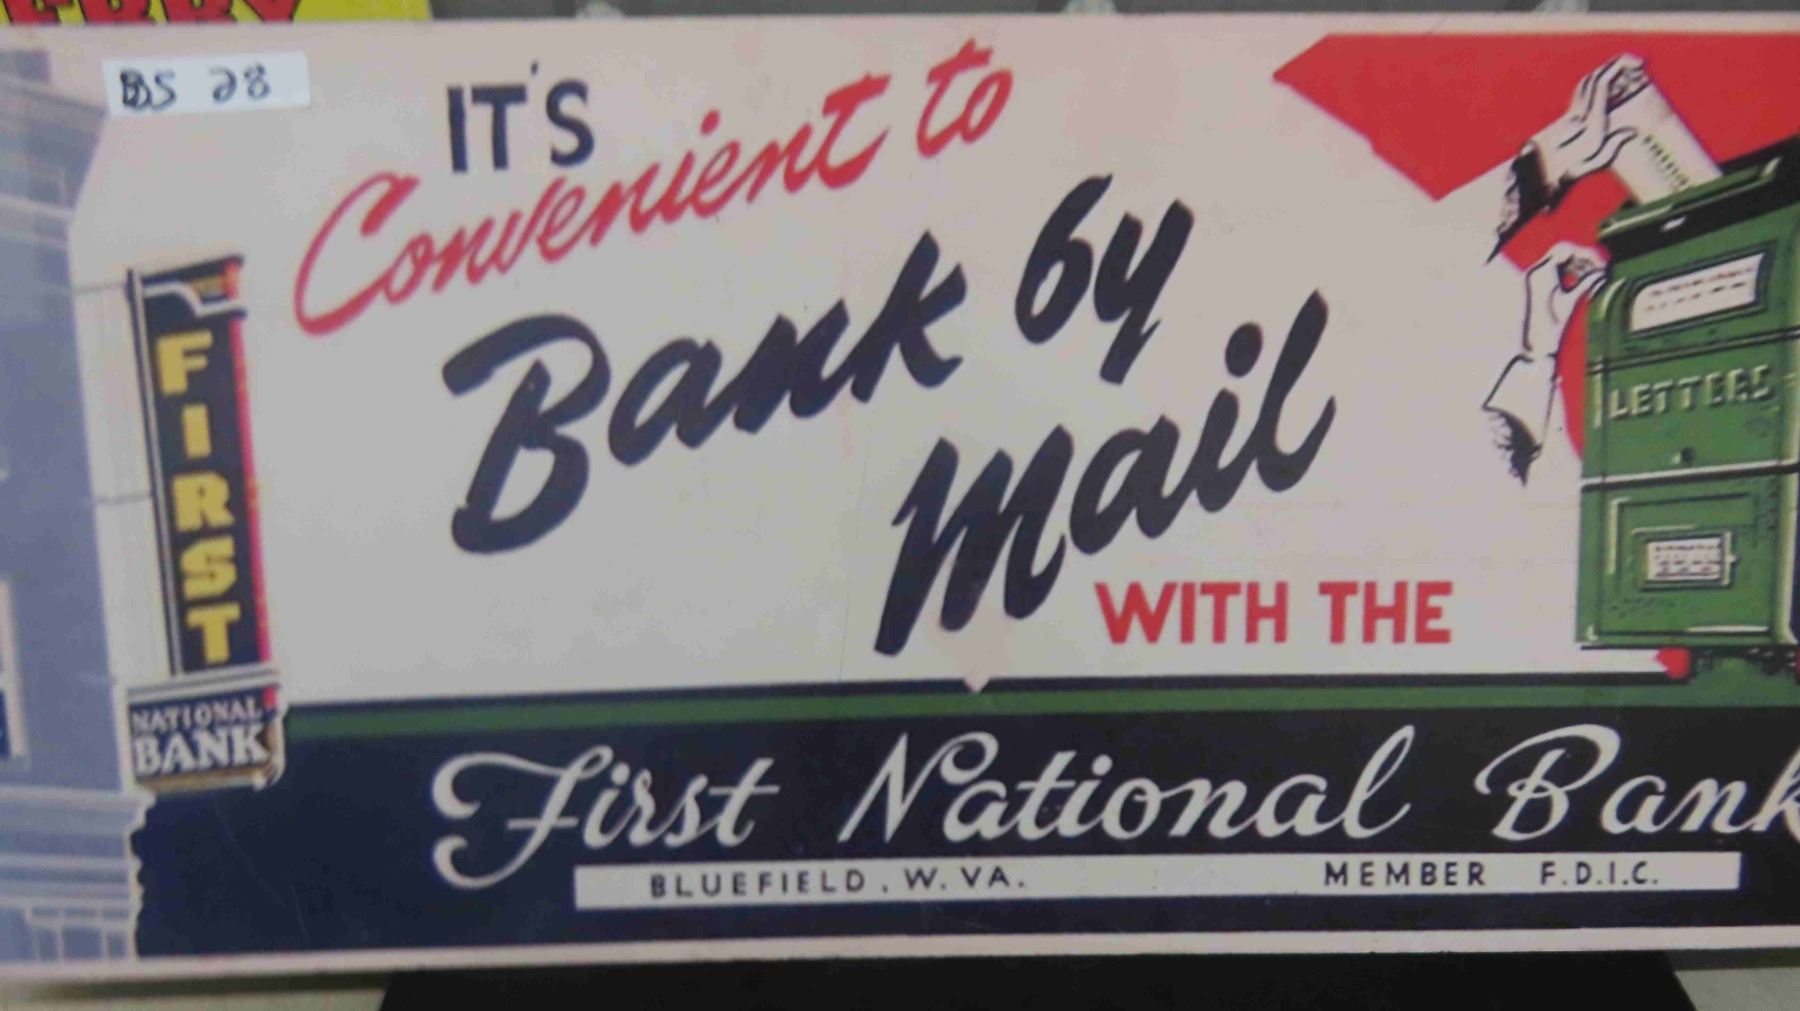 BS 28
IT'S
Convenient to
Bank by
Mail
WITH THE
FIRST
NATIONAL
BANK
LETTERS
First National Bank
BLUEFIELD, W. VA. MEMBER F.D.I.C.